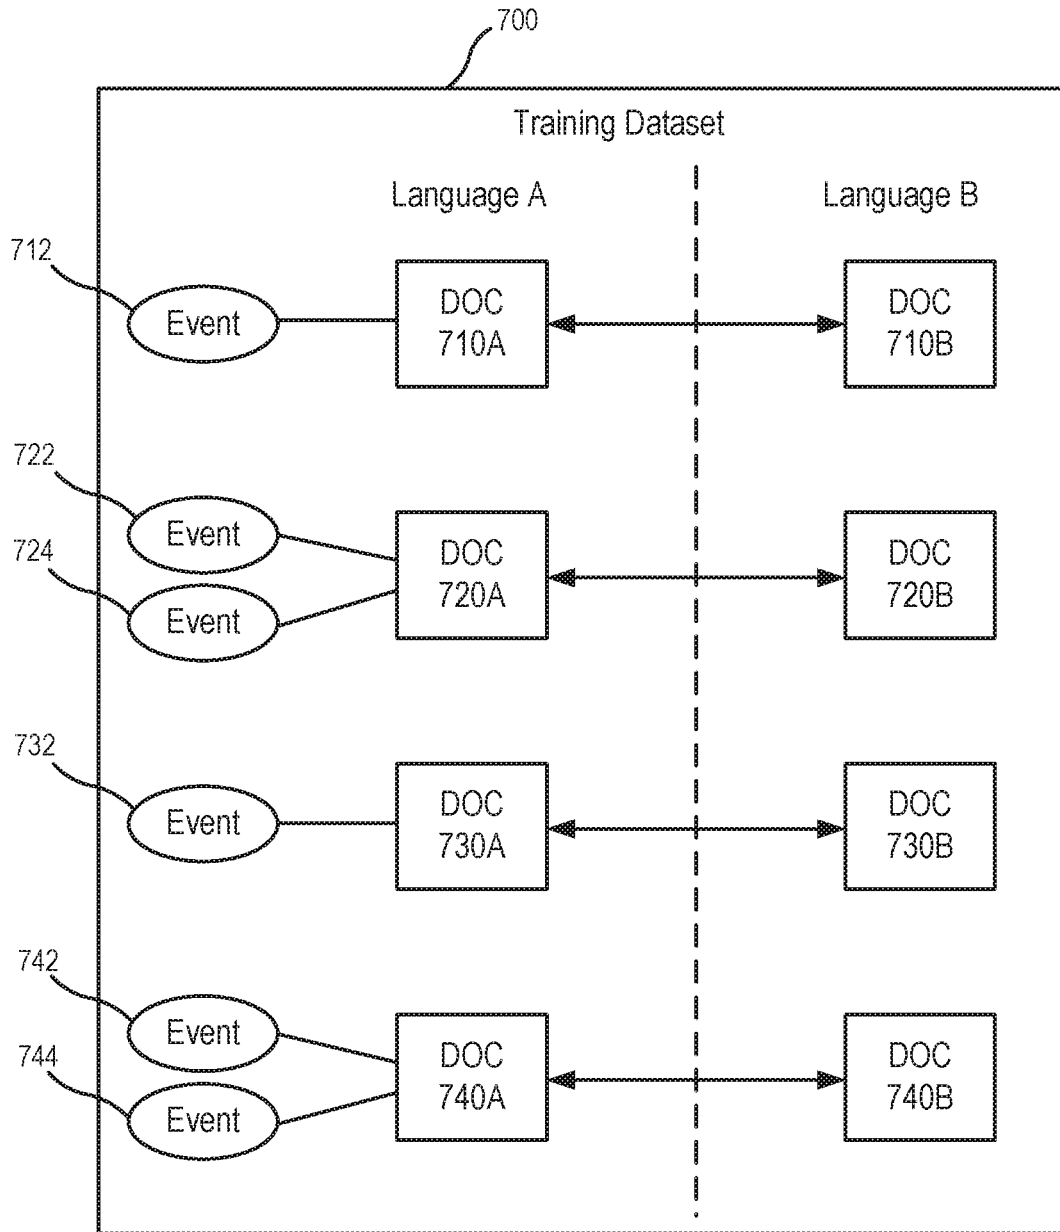 700
Training Dataset
Language A
Language B
712
Event
DOC
710A
DOC
710B
722
Event
724
Event
DOC
720A
DOC
720B
732
Event
DOC
730A
DOC
730B
742
Event
744
Event
DOC
740A
DOC
740B